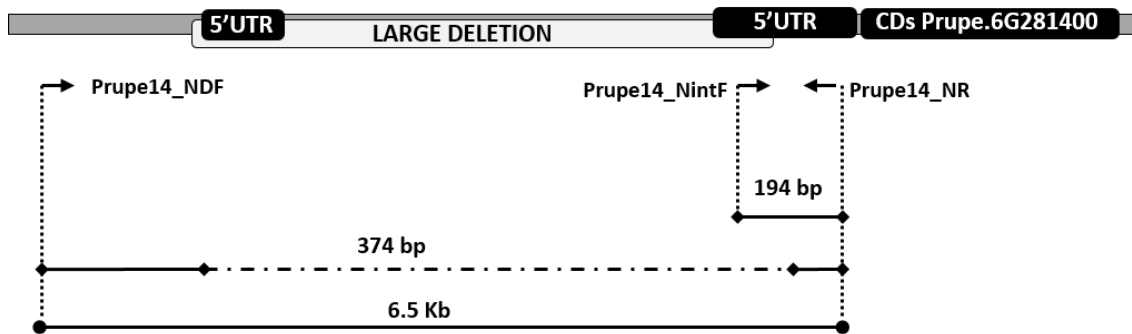 5'UTR
LARGE DELETION
5'UTR
CDs Prupe.6G281400
Prupe14_NDF
Prupe14_NintF
Prupe14_NR
194 bp
374 bp
6.5 Kb